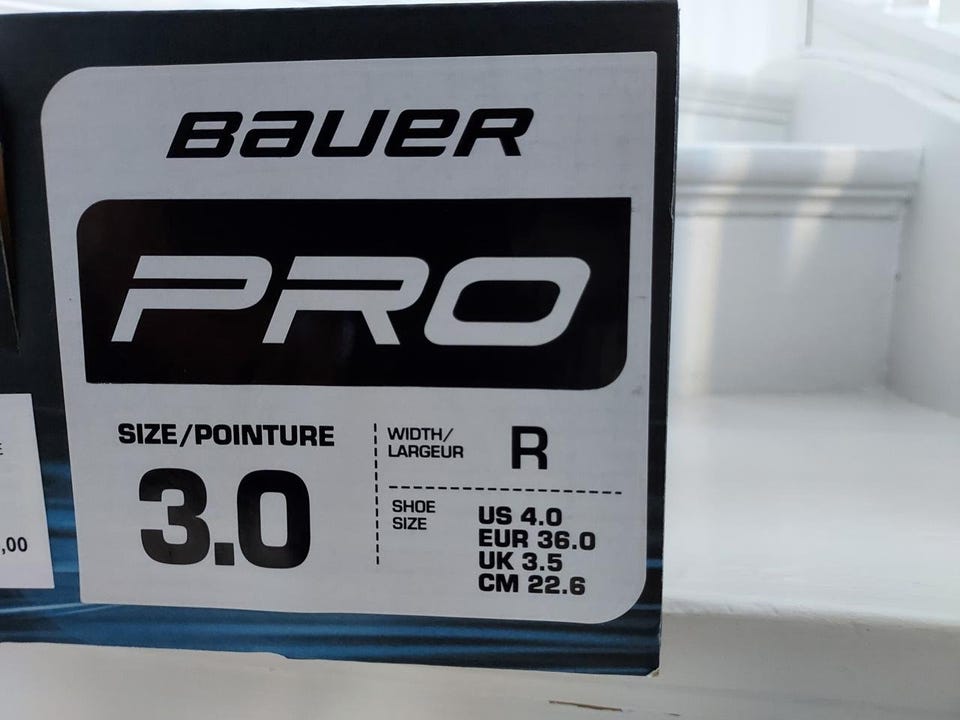 BAUER
PRO
SIZE/POINTURE
3.0
WIDTH/
LARGEUR
R
SHOE
SIZE
US 4.0
EUR 36.0
UK 3.5
CM 22.6
,00